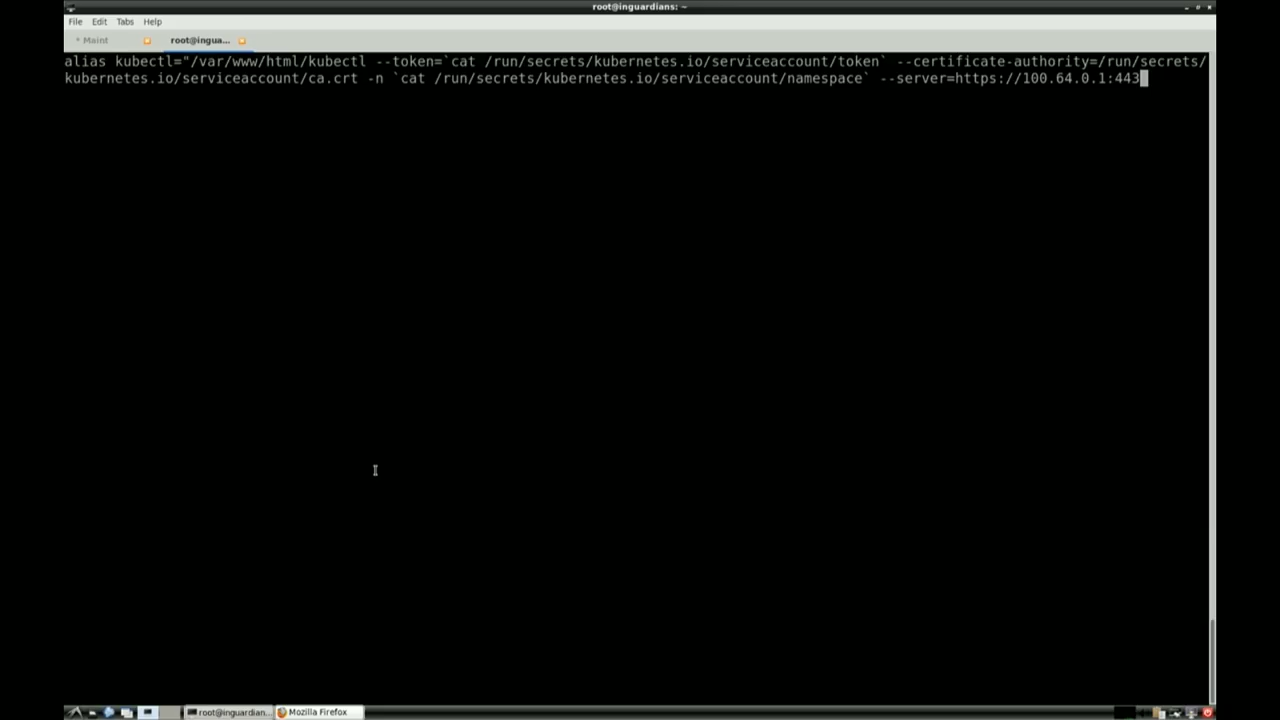 root@inguardians: ~
File Edit Tabs Help
* Maint root@ingua...
alias kubectl="/var/www/html/kubectl --token=`cat /run/secrets/kubernetes.io/serviceaccount/token` --certificate-authority=/run/secrets/
kubernetes.io/serviceaccount/ca.crt -n `cat /run/secrets/kubernetes.io/serviceaccount/namespace` --server=https://100.64.0.1:443
root@inguardian... Mozilla Firefox